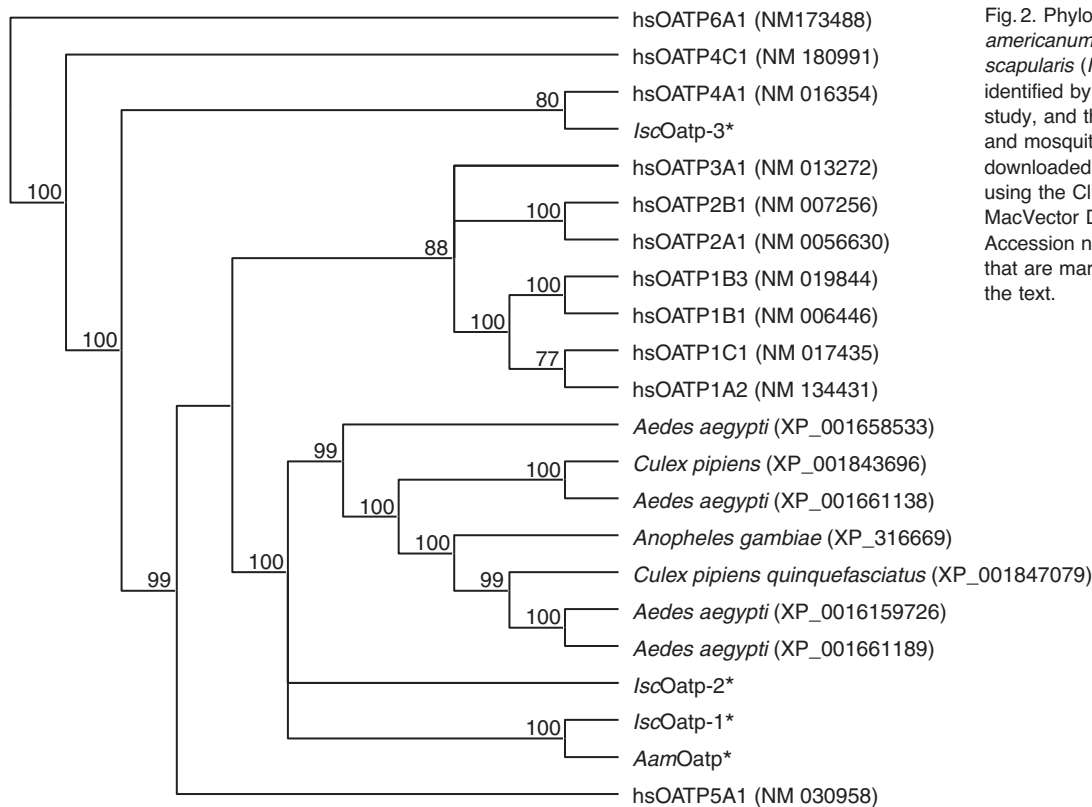 hsOATP6A1 (NM173488)
hsOATP4C1 (NM 180991)
80
hsOATP4A1 (NM 016354)
IscOatp-3*
hsOATP3A1 (NM 013272)
100
100
hsOATP2B1 (NM 007256)
88
hsOATP2A1 (NM 0056630)
100
hsOATP1B3 (NM 019844)
hsOATP1B1 (NM 006446)
100
100
77
hsOATP1C1 (NM 017435)
hsOATP1A2 (NM 134431)
Aedes aegypti (XP_001658533)
99
100
Culex pipiens (XP_001843696)
Aedes aegypti (XP_001661138)
100
100
Anopheles gambiae (XP_316669)
100
99
99
Culex pipiens quinquefasciatus (XP_001847079)
Aedes aegypti (XP_0016159726)
100
Aedes aegypti (XP_001661189)
IscOatp-2*
100
IscOatp-1*
AamOatp*
hsOATP5A1 (NM 030958)
Fig. 2. Phylo
americanum
scapularis (I
identified by
study, and th
and mosquit
downloaded
using the Cl
MacVector D
Accession n
that are mar
the text.